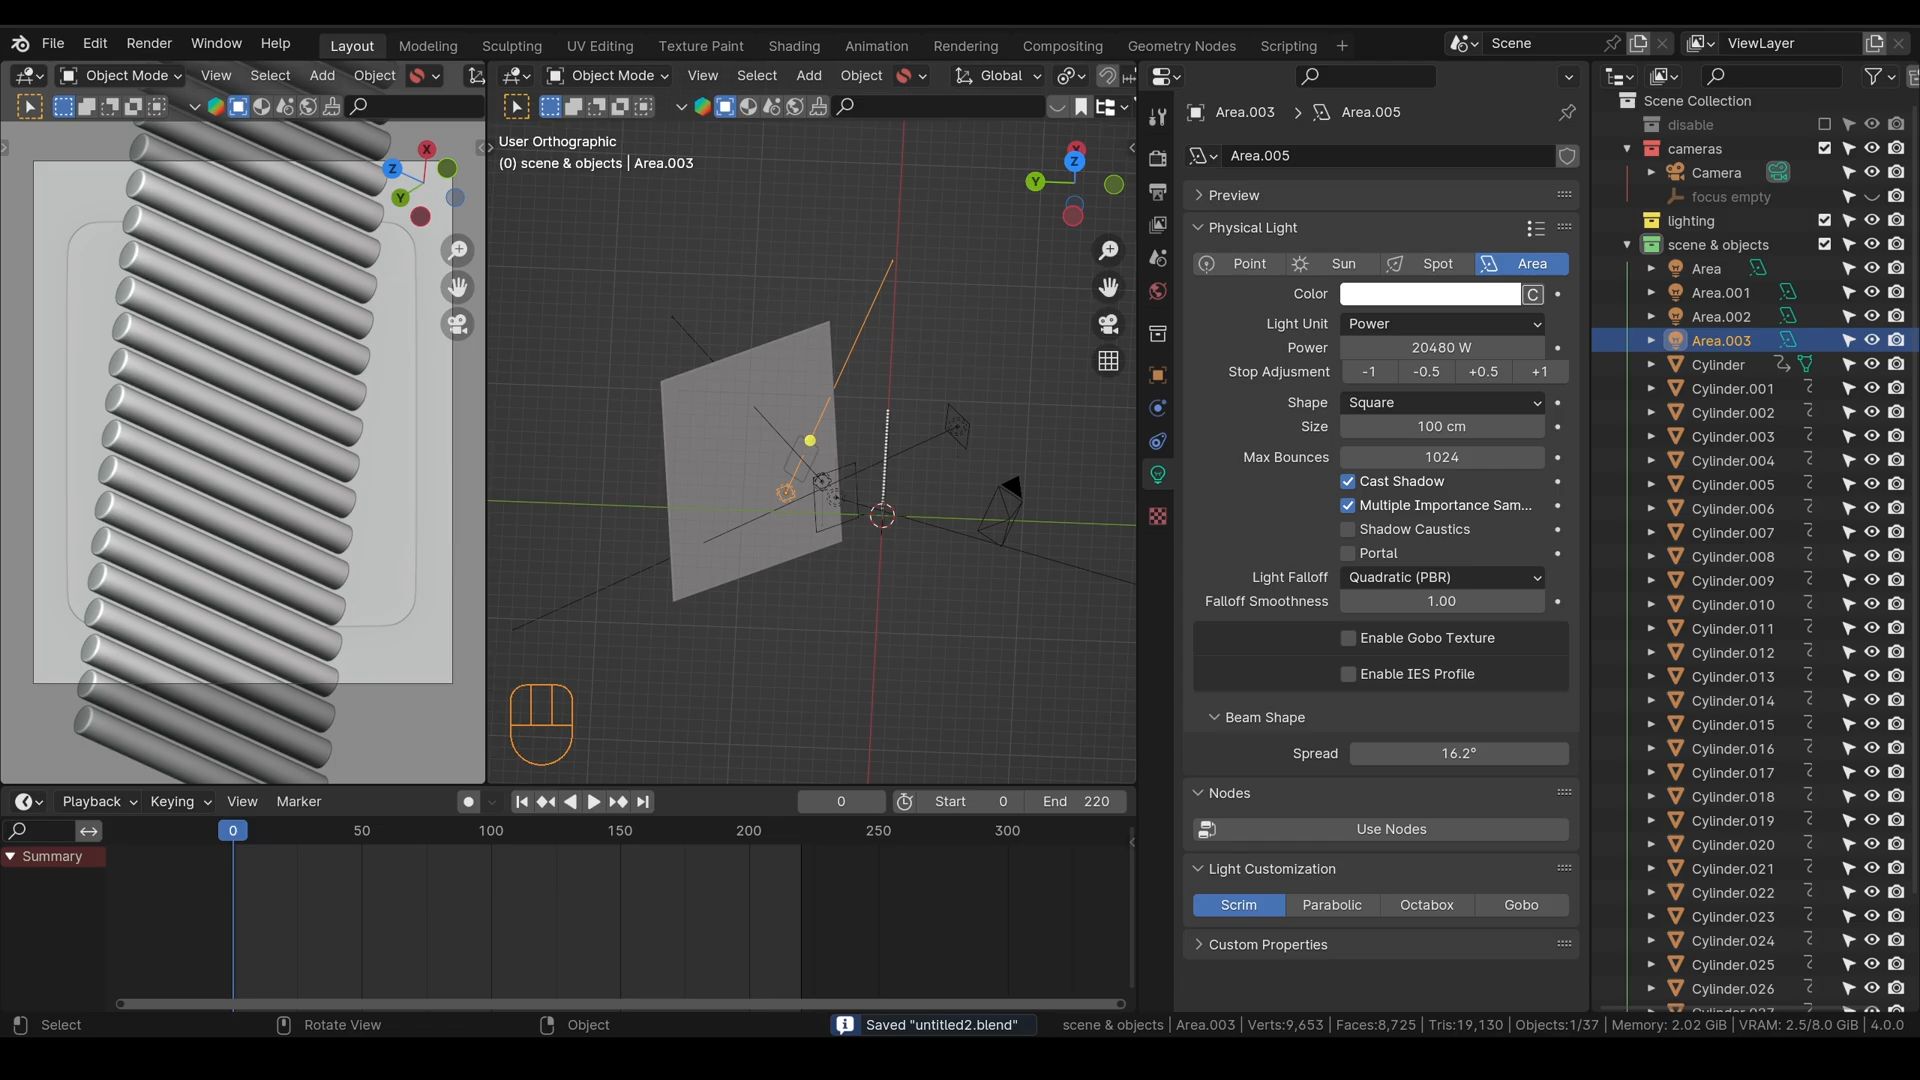 File Edit Render Window Help Layout Modeling Sculpting UV Editing Texture Paint Shading Animation Rendering Compositing Geometry Nodes Scripting + Scene ViewLayer
Object Mode View Select Add Object
Object Mode View Select Add Object Global
User Orthographic
(0) scene & objects | Area.003
X
Z
Y
Z
Y
Area.003 > Area.005
Area.005
Preview
Physical Light
Point Sun Spot Area
Color C
Light Unit Power
Power 20480 W
Stop Adjusment -1 -0.5 +0.5 +1
Shape Square
Size 100 cm
Max Bounces 1024
Cast Shadow
Multiple Importance Sam...
Shadow Caustics
Portal
Light Falloff Quadratic (PBR)
Falloff Smoothness 1.00
Enable Gobo Texture
Enable IES Profile
Beam Shape
Spread 16.2°
Nodes
Use Nodes
Light Customization
Scrim Parabolic Octabox Gobo
Custom Properties
Scene Collection
disable
cameras
Camera
focus empty
lighting
scene & objects
Area
Area.001
Area.002
Area.003
Cylinder
Cylinder.001
Cylinder.002
Cylinder.003
Cylinder.004
Cylinder.005
Cylinder.006
Cylinder.007
Cylinder.008
Cylinder.009
Cylinder.010
Cylinder.011
Cylinder.012
Cylinder.013
Cylinder.014
Cylinder.015
Cylinder.016
Cylinder.017
Cylinder.018
Cylinder.019
Cylinder.020
Cylinder.021
Cylinder.022
Cylinder.023
Cylinder.024
Cylinder.025
Cylinder.026
Playback Keying View Marker 0 Start 0 End 220
0 50 100 150 200 250 300
Summary
Select Rotate View Object Saved "untitled2.blend" scene & objects | Area.003 | Verts:9,653 | Faces:8,725 | Tris:19,130 | Objects:1/37 | Memory: 2.02 GiB | VRAM: 2.5/8.0 GiB | 4.0.0